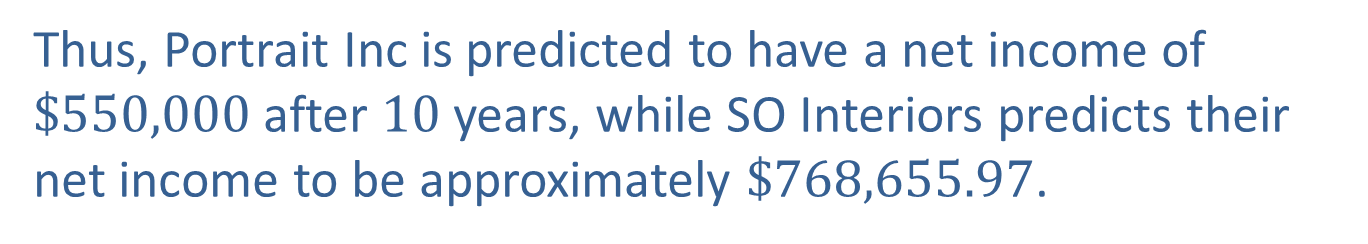 Thus, Portrait Inc is predicted to have a net income of
$550,000 after 10 years, while SO Interiors predicts their
net income to be approximately $768,655.97.